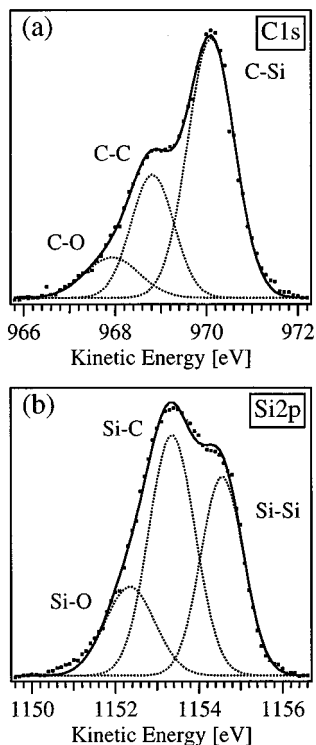 (a)
C1s
C-Si
C-C
C-O
966 968 970 972
Kinetic Energy [eV]
(b)
Si2p
Si-C
Si-Si
Si-O
1150 1152 1154 1156
Kinetic Energy [eV]